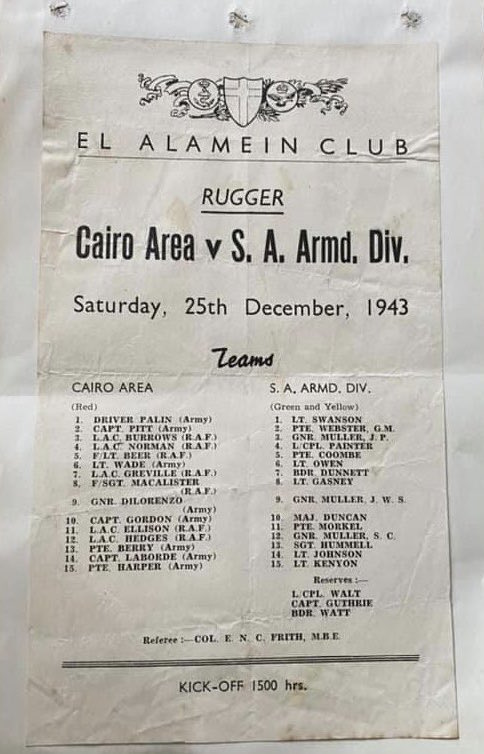 EL ALAMEIN CLUB
RUGGER
Cairo Area v S. A. Armd. Div.
Saturday, 25th December, 1943
Teams
CAIRO AREA
(Red)
1. DRIVER PALIN (Army)
2. CAPT. PITT (Army)
3. L.A.C. BURROWS (R.A.F.)
4. L.A.C. NORMAN (R.A.F.)
5. F/LT. BEER (R.A.F.)
6. LT. WADE (Army)
7. L.A.C. GREVILLE (R.A.F.)
8. F/SGT. MACALISTER
(R.A.F.)
9. GNR. DILORENZO
(Army)
10. CAPT. GORDON (Army)
11. L.A.C. ELLISON (R.A.F.)
12. L.A.C. HEDGES (R.A.F.)
13. PTE. BERRY (Army)
14. CAPT. LABORDE (Army)
15. PTE. HARPER (Army)
S. A. ARMD. DIV.
(Green and Yellow)
1. LT. SWANSON
2. PTE. WEBSTER, G.M.
3. GNR. MULLER, J. P.
4. L/CPL. PAINTER
5. PTE. COOMBE
6. LT. OWEN
7. BDR. DUNNETT
8. LT. GASNEY
9. GNR. MULLER, J. W. S.
10. MAJ. DUNCAN
11. PTE. MORKEL
12. GNR. MULLER, S. C.
13. SGT. HUMMELL
14. LT. JOHNSON
15. LT. KENYON
Reserves :—
L/CPL. WALT
CAPT. GUTHRIE
BDR. WATT
Referee :—COL. E. N. C. FRITH, M.B.E.
KICK-OFF 1500 hrs.